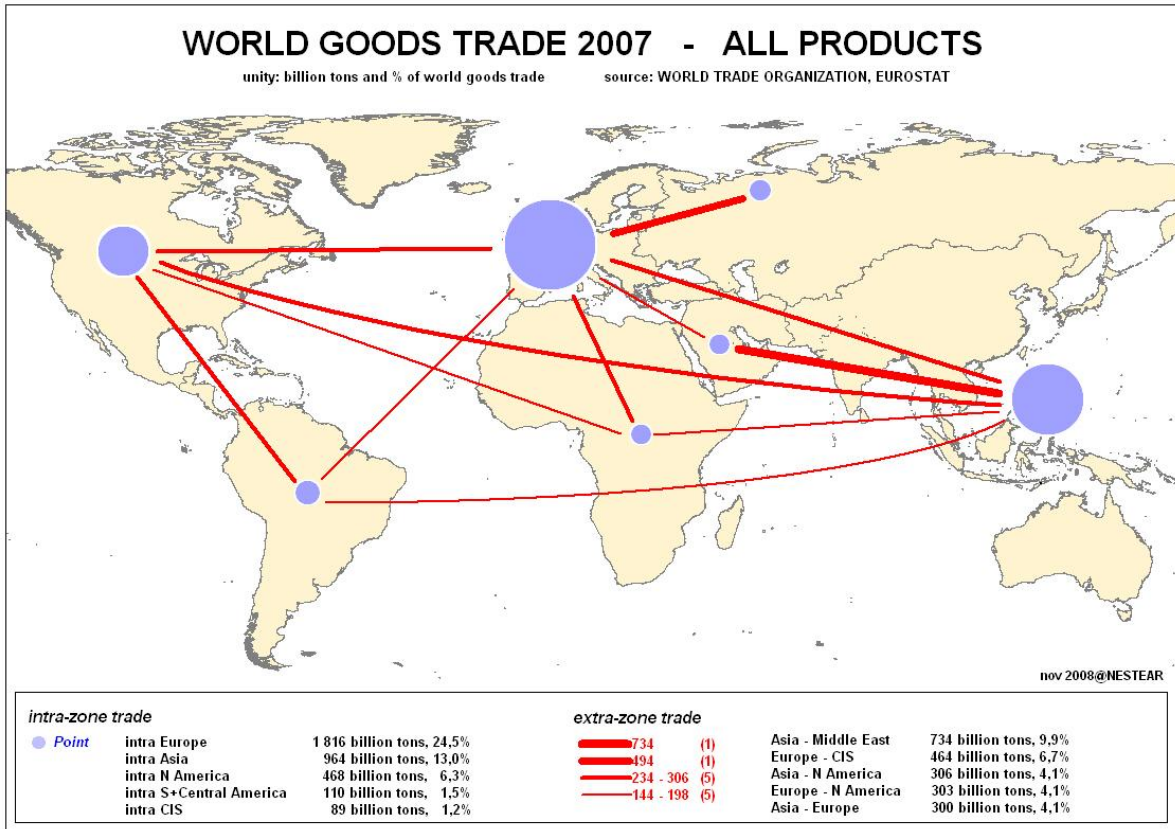 WORLD GOODS TRADE 2007 - ALL PRODUCTS
unity: billion tons and % of world goods trade source: WORLD TRADE ORGANIZATION, EUROSTAT
nov 2008@NESTEAR
intra-zone trade
Point
intra Europe 1 816 billion tons, 24,5%
intra Asia 964 billion tons, 13,0%
intra N America 468 billion tons, 6,3%
intra S+Central America 110 billion tons, 1,5%
intra CIS 89 billion tons, 1,2%
extra-zone trade
734 (1)
494 (1)
234 - 306 (5)
144 - 198 (5)
Asia - Middle East 734 billion tons, 9,9%
Europe - CIS 464 billion tons, 6,7%
Asia - N America 306 billion tons, 4,1%
Europe - N America 303 billion tons, 4,1%
Asia - Europe 300 billion tons, 4,1%